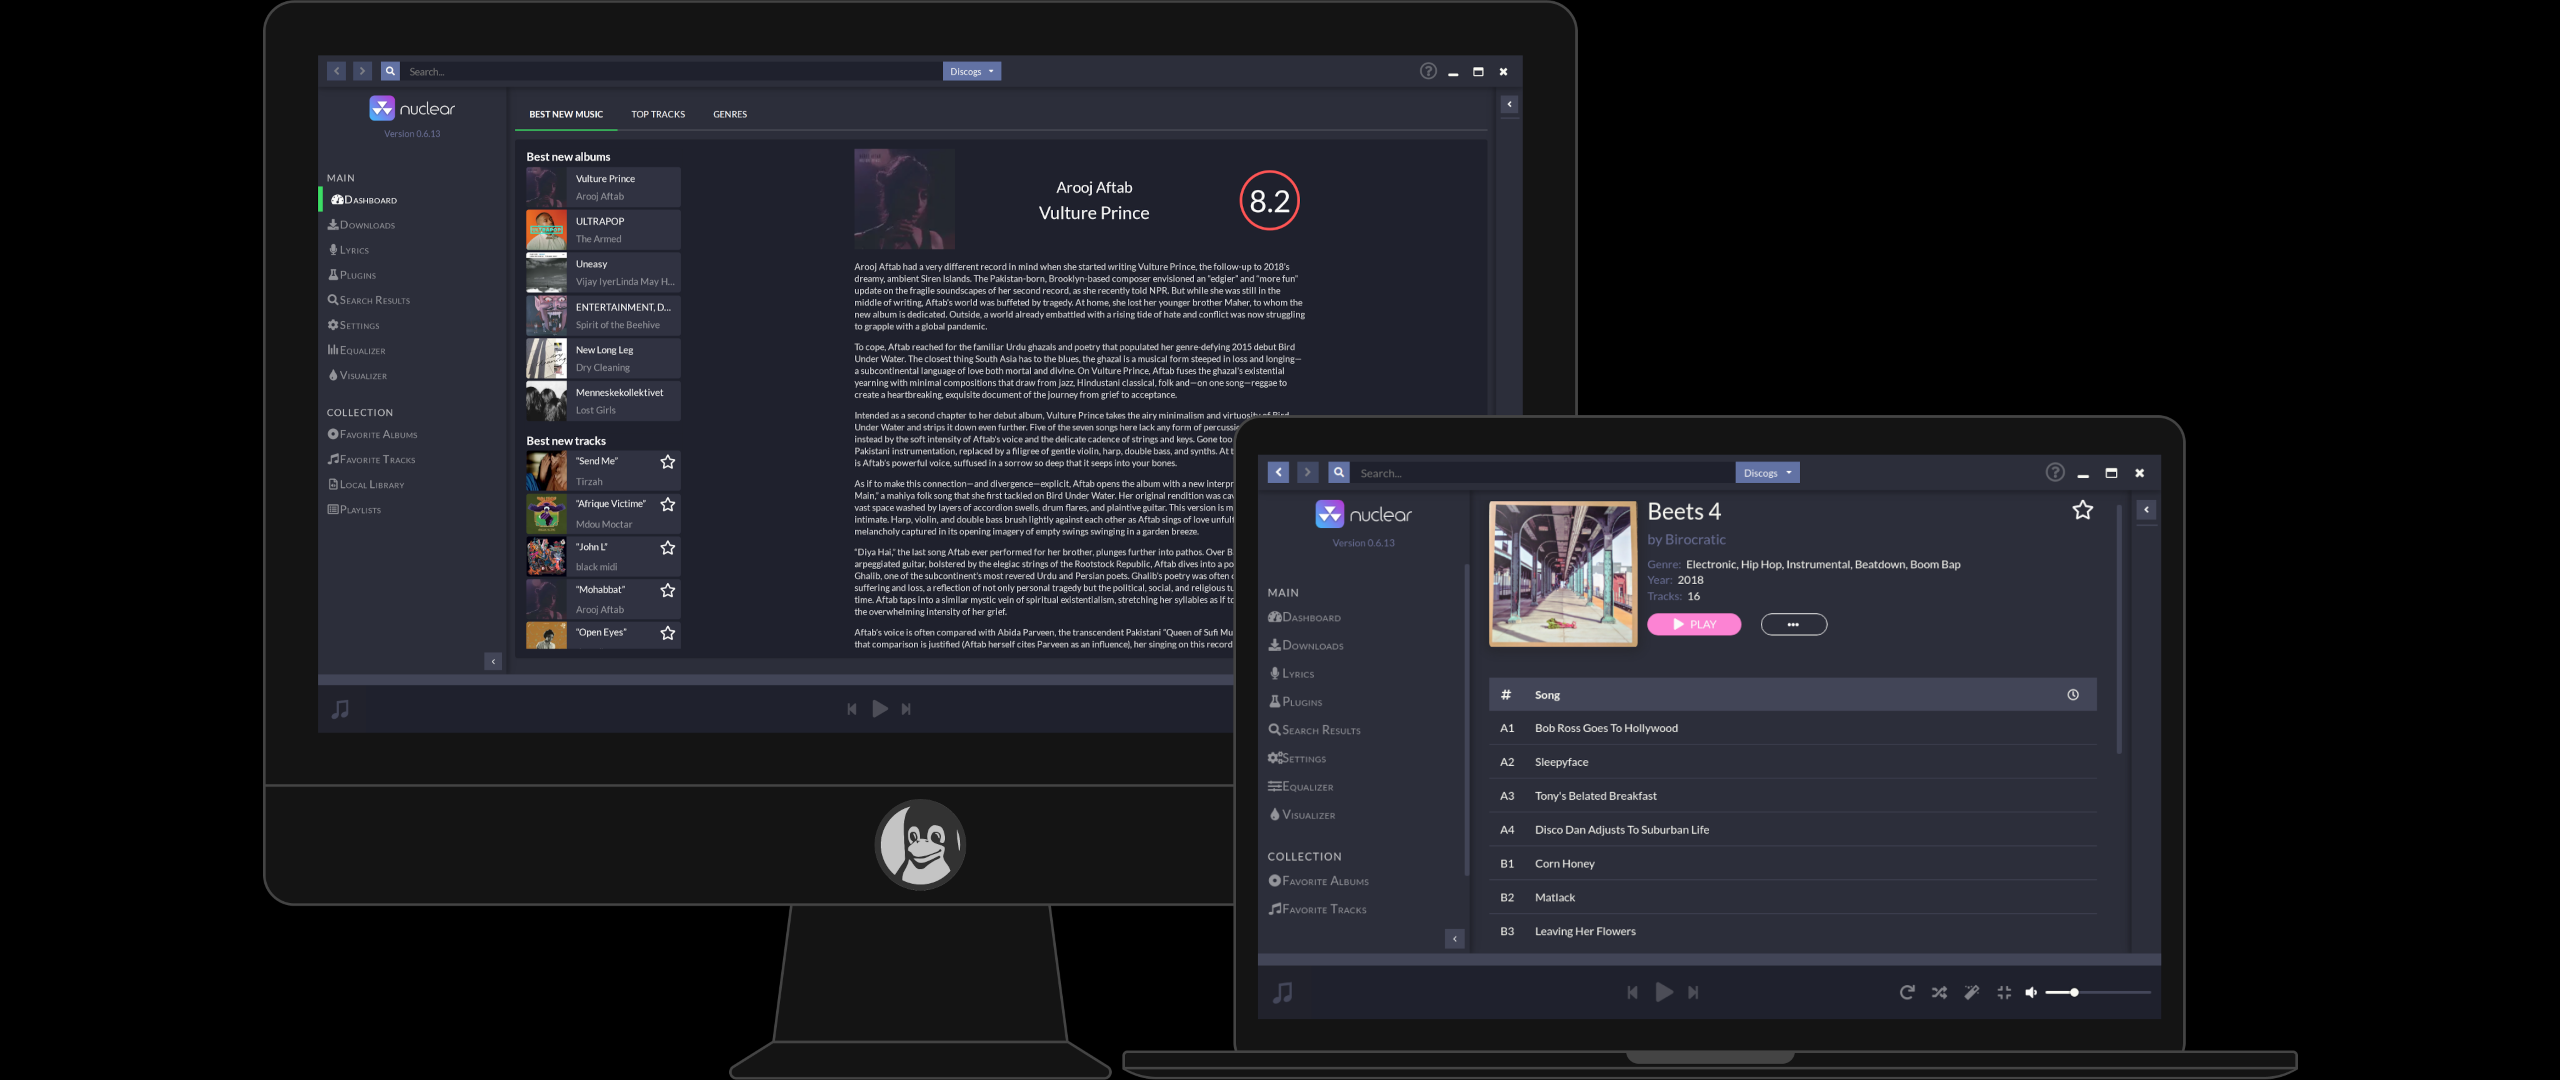 Search...
Discogs
nuclear
Version 0.6.13
MAIN
DASHBOARD
DOWNLOADS
LYRICS
PLUGINS
SEARCH RESULTS
SETTINGS
EQUALIZER
VISUALIZER
COLLECTION
FAVORITE ALBUMS
FAVORITE TRACKS
LOCAL LIBRARY
PLAYLISTS
BEST NEW MUSIC
TOP TRACKS
GENRES
Best new albums
Vulture Prince
Arooj Aftab
ULTRAPOP
The Armed
Uneasy
Vijay IyerLinda May H...
ENTERTAINMENT, D...
Spirit of the Beehive
New Long Leg
Dry Cleaning
Menneskekollektivet
Lost Girls
Best new tracks
"Send Me"
Tirzah
"Afrique Victime"
Mdou Moctar
"John L"
black midi
"Mohabbat"
Arooj Aftab
"Open Eyes"
Arooj Aftab
Vulture Prince
8.2
Arooj Aftab had a very different record in mind when she started writing Vulture Prince, the follow-up to 2018's
dreamy, ambient Siren Islands. The Pakistan-born, Brooklyn-based composer envisioned an "edgier" and "more fun"
update on the fragile soundscapes of her second record, as she recently told NPR. But while she was still in the
middle of writing, Aftab's world was buffeted by tragedy. At home, she lost her younger brother Maher, to whom the
new album is dedicated. Outside, a world already embattled with a rising tide of hate and conflict was now struggling
to grapple with a global pandemic.
To cope, Aftab reached for the familiar Urdu ghazals and poetry that populated her genre-defying 2015 debut Bird
Under Water. The closest thing South Asia has to the blues, the ghazal is a musical form steeped in loss and longing—
a subcontinental language of love both mortal and divine. On Vulture Prince, Aftab fuses the ghazal's existential
yearning with minimal compositions that draw from jazz, Hindustani classical, folk and—on one song—reggae to
create a heartbreaking, exquisite document of the journey from grief to acceptance.
Intended as a second chapter to her debut album, Vulture Prince takes the airy minimalism and virtuosity of Bird
Under Water and strips it down even further. Five of the seven songs here lack any form of
instead by the soft intensity of Aftab's voice and the delicate cadence of strings and keys. Gone too
Pakistani instrumentation, replaced by a filigree of gentle violin, harp, double bass, and synths. At
is Aftab's powerful voice, suffused in a sorrow so deep that it seeps into your bones.
As if to make this connection—and divergence—explicit, Aftab opens the album with a new
Main," a mahiya folk song that she first tackled on Bird Under Water. Her original rendition was
vast space washed by layers of accordion swells, drum flares, and plaintive guitar. This version is
intimate. Harp, violin, and double bass brush lightly against each other as Aftab sings of love
melancholy captured in its opening imagery of empty swings swinging in a garden breeze.
"Diya Hai," the last song Aftab ever performed for her brother, plunges further into pathos. Over
arpeggiated guitar, bolstered by the elegiac strings of the Rootstock Republic, Aftab dives into a
Ghalib, one of the subcontinent's most revered Urdu and Persian poets. Ghalib's poetry was often
suffering and loss, a reflection of not only personal tragedy but the political, social, and religious
time. Aftab taps into a similar mystic vein of spiritual existentialism, stretching her syllables as if to
the overwhelming intensity of her grief.
Aftab's voice is often compared with Abida Parveen, the transcendent Pakistani "Queen of Sufi
that comparison is justified (Aftab herself cites Parveen as an influence), her singing on this record
Search...
Discogs
nuclear
Version 0.6.13
MAIN
DASHBOARD
DOWNLOADS
LYRICS
PLUGINS
SEARCH RESULTS
SETTINGS
EQUALIZER
VISUALIZER
COLLECTION
FAVORITE ALBUMS
FAVORITE TRACKS
Beets 4
by Birocratic
Genre: Electronic, Hip Hop, Instrumental, Beatdown, Boom Bap
Year: 2018
Tracks: 16
PLAY
# Song
A1 Bob Ross Goes To Hollywood
A2 Sleepyface
A3 Tony's Belated Breakfast
A4 Disco Dan Adjusts To Suburban Life
B1 Corn Honey
B2 Matlack
B3 Leaving Her Flowers